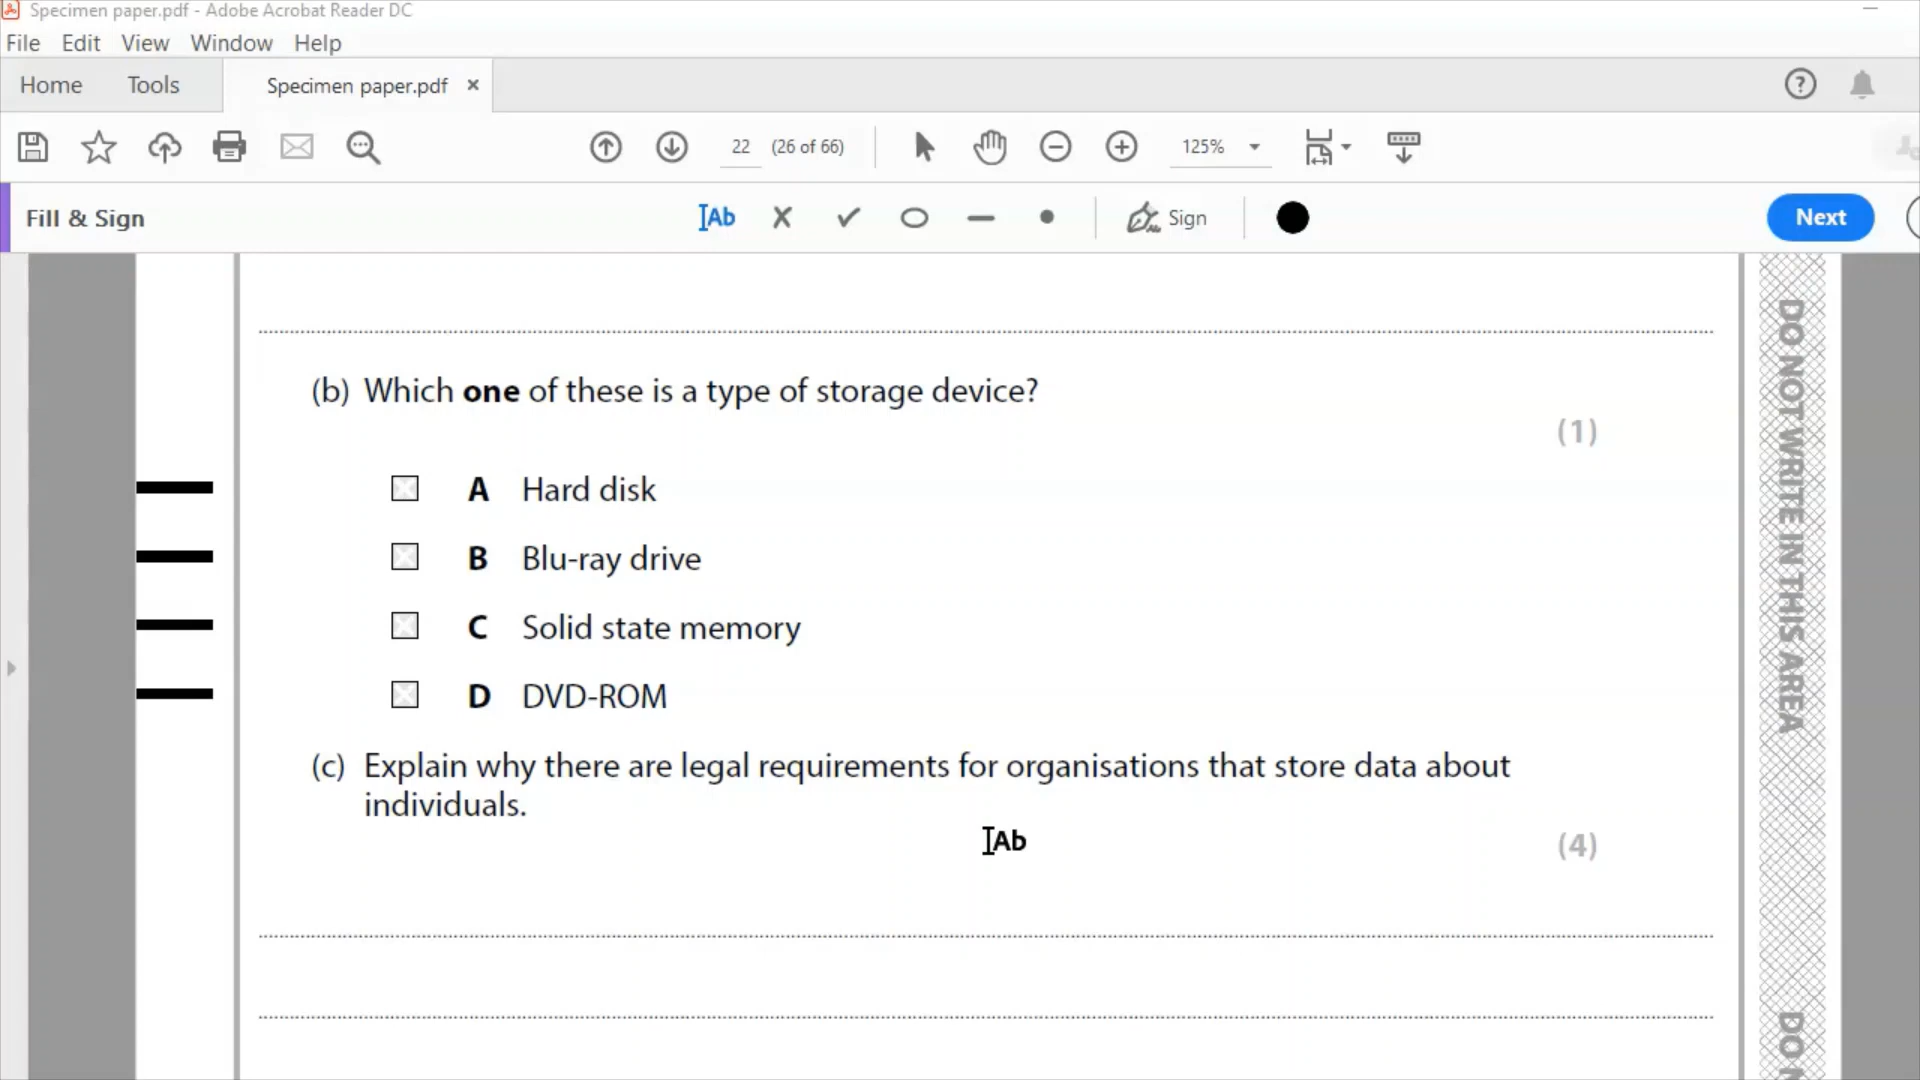 Specimen paper.pdf - Adobe Acrobat Reader DC
File Edit View Window Help
Home Tools Specimen paper.pdf ×
22 (26 of 66) 125%
Fill & Sign Ab Sign Next
(b) Which one of these is a type of storage device?
(1)
A Hard disk
B Blu-ray drive
C Solid state memory
D DVD-ROM
(c) Explain why there are legal requirements for organisations that store data about
individuals.
Ab
(4)
DO NOT WRITE IN THIS AREA
DO N